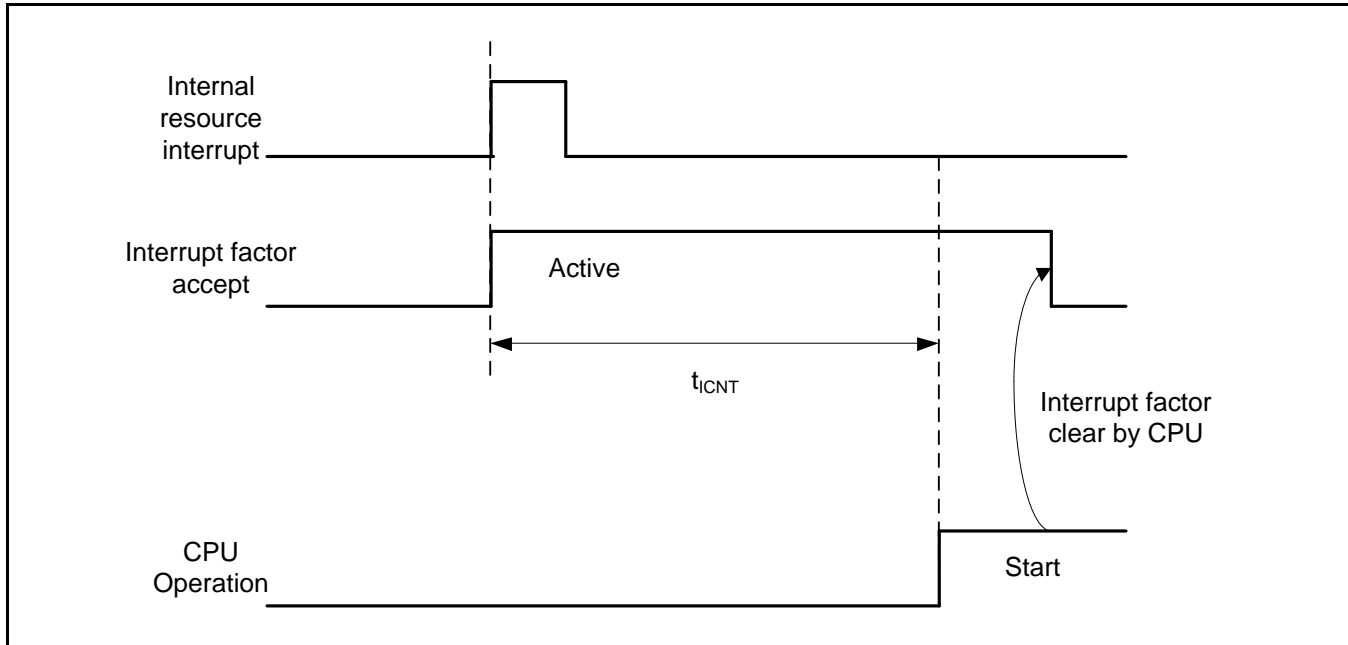 Internal
resource
interrupt
Interrupt factor
accept
Active
tICNT
Interrupt factor
clear by CPU
CPU
Operation
Start